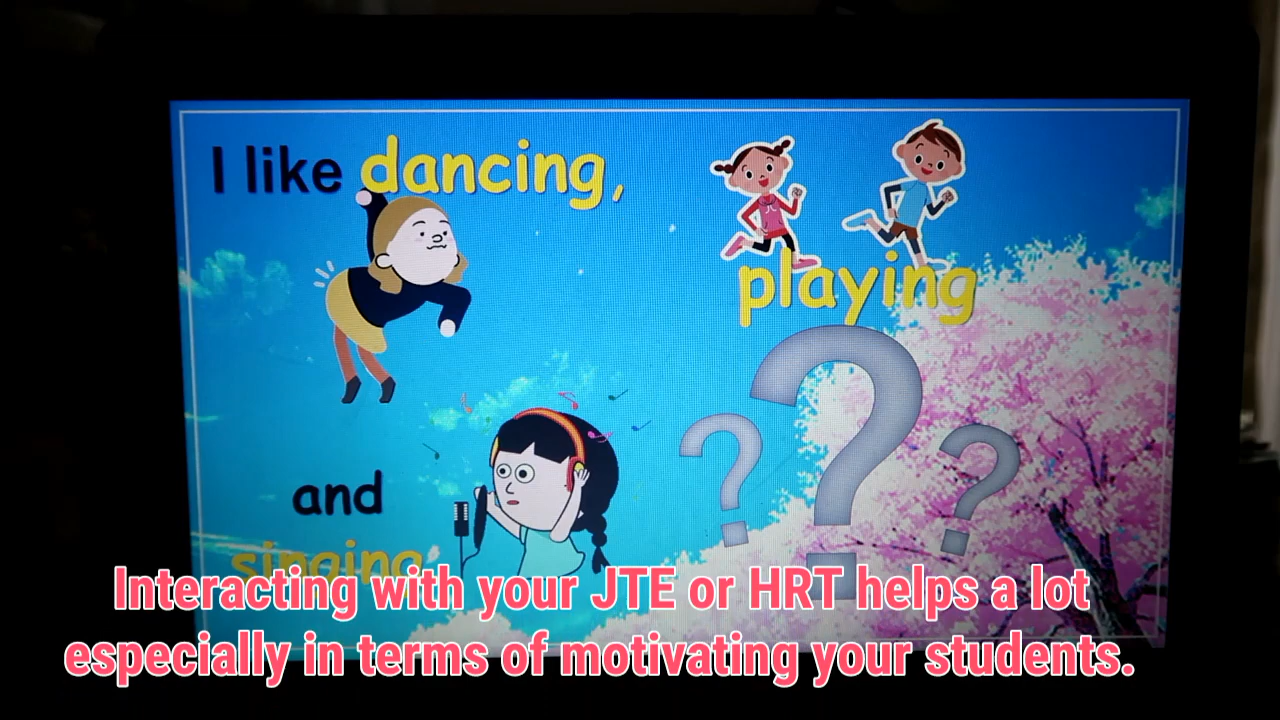 I like dancing,
playing
and
singing
Interacting with your JTE or HRT helps a lot
especially in terms of motivating your students.